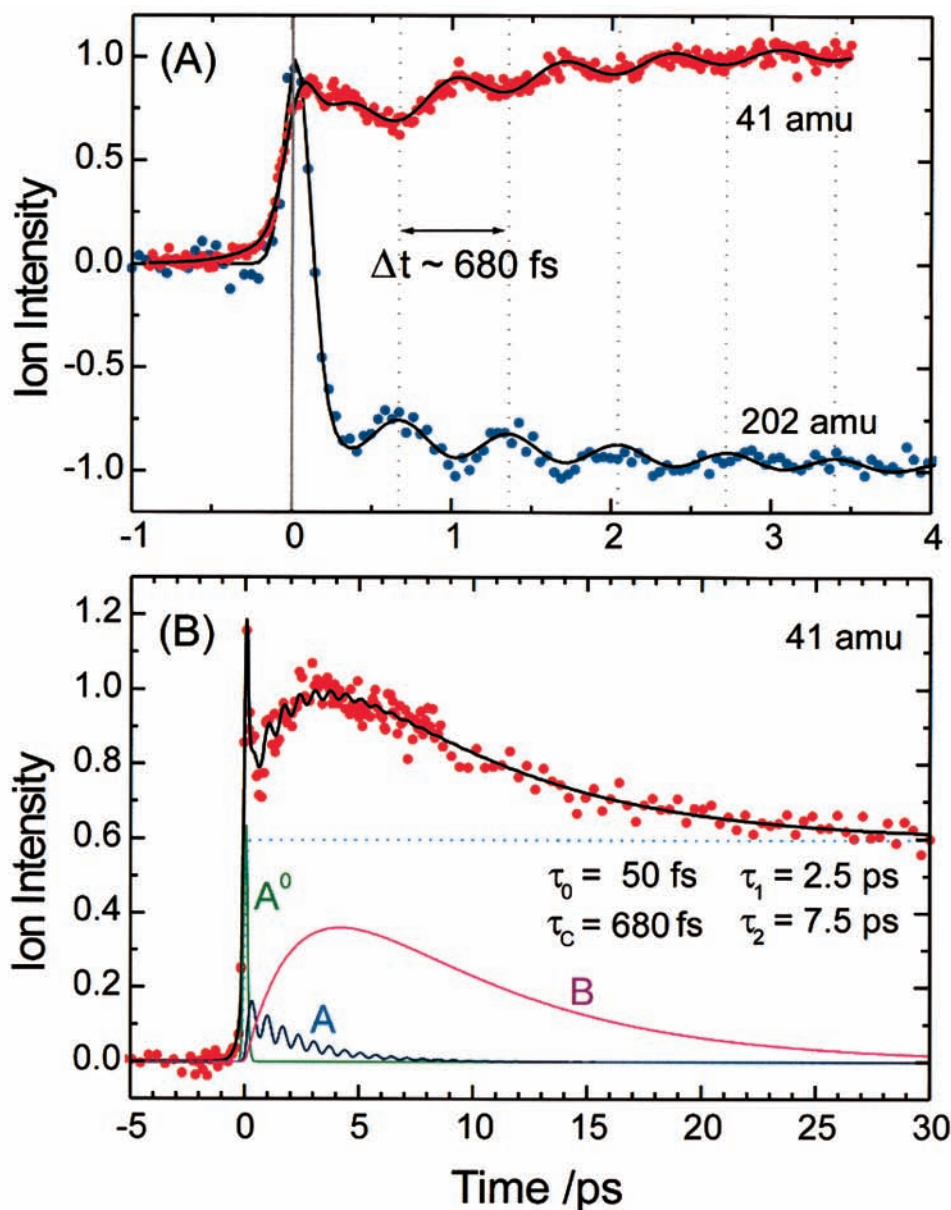 (A)
1.0
0.5
0.0
-0.5
-1.0
Ion Intensity
41 amu
Δt ~ 680 fs
202 amu
-1 0 1 2 3 4
(B)
41 amu
1.2
1.0
0.8
0.6
0.4
0.2
0.0
Ion Intensity
A⁰
τ₀ = 50 fs τ₁ = 2.5 ps
τ_C = 680 fs τ₂ = 7.5 ps
B
A
-5 0 5 10 15 20 25 30
Time /ps